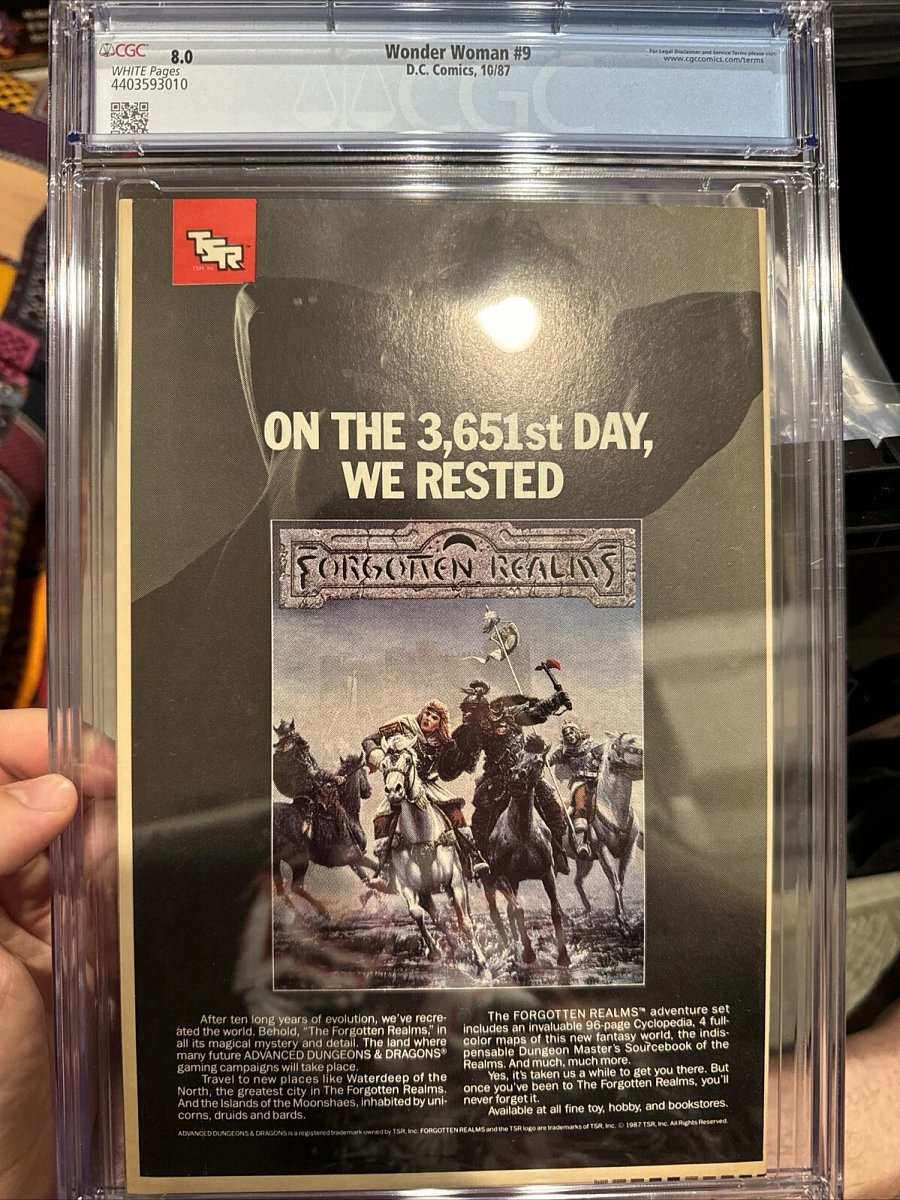 CGC 8.0
WHITE Pages
4403593010
Wonder Woman #9
D.C. Comics, 10/87
For Legal Disclaimer and Service Terms please visit
www.cgccomics.com/terms
CGC
TSR™
TSR, Inc.
ON THE 3,651st DAY,
WE RESTED
FORGOTTEN REALMS
After ten long years of evolution, we've recre-
ated the world. Behold, "The Forgotten Realms," in
all its magical mystery and detail. The land where
many future ADVANCED DUNGEONS & DRAGONS®
gaming campaigns will take place.
Travel to new places like Waterdeep of the
North, the greatest city in The Forgotten Realms.
And the Islands of the Moonshaes, inhabited by uni-
corns, druids and bards.
The FORGOTTEN REALMS™ adventure set
includes an invaluable 96-page Cyclopedia, 4 full-
color maps of this new fantasy world, the indis-
pensable Dungeon Master's Sourcebook of the
Realms. And much, much more.
Yes, it's taken us a while to get you there. But
once you've been to The Forgotten Realms, you'll
never forget it.
Available at all fine toy, hobby, and bookstores.
ADVANCED DUNGEONS & DRAGONS is a registered trademark owned by TSR, Inc. FORGOTTEN REALMS and the TSR logo are trademarks of TSR, Inc. © 1987 TSR, Inc. All Rights Reserved.